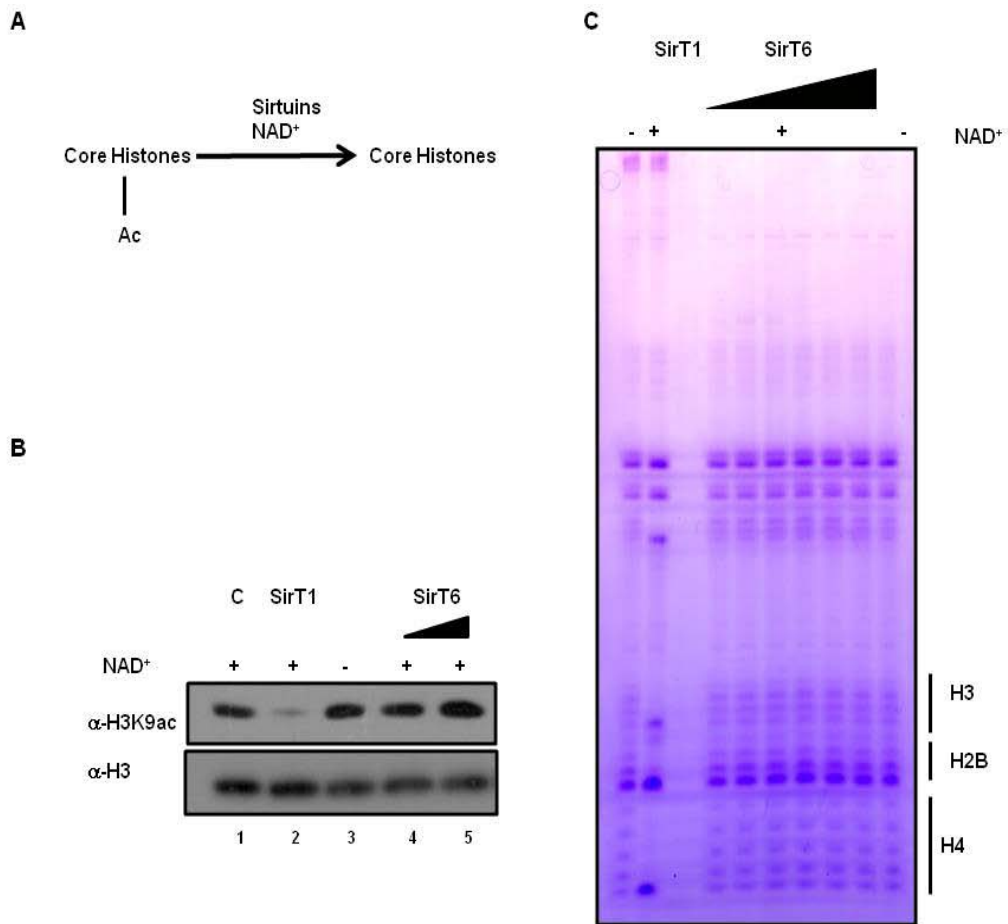 A
Sirtuins
NAD⁺
Core Histones
Core Histones
Ac
B
C SirT1 SirT6
NAD⁺ + + - + +
α-H3K9ac
α-H3
1 2 3 4 5
C
SirT1 SirT6
- + + - NAD⁺
H3
H2B
H4